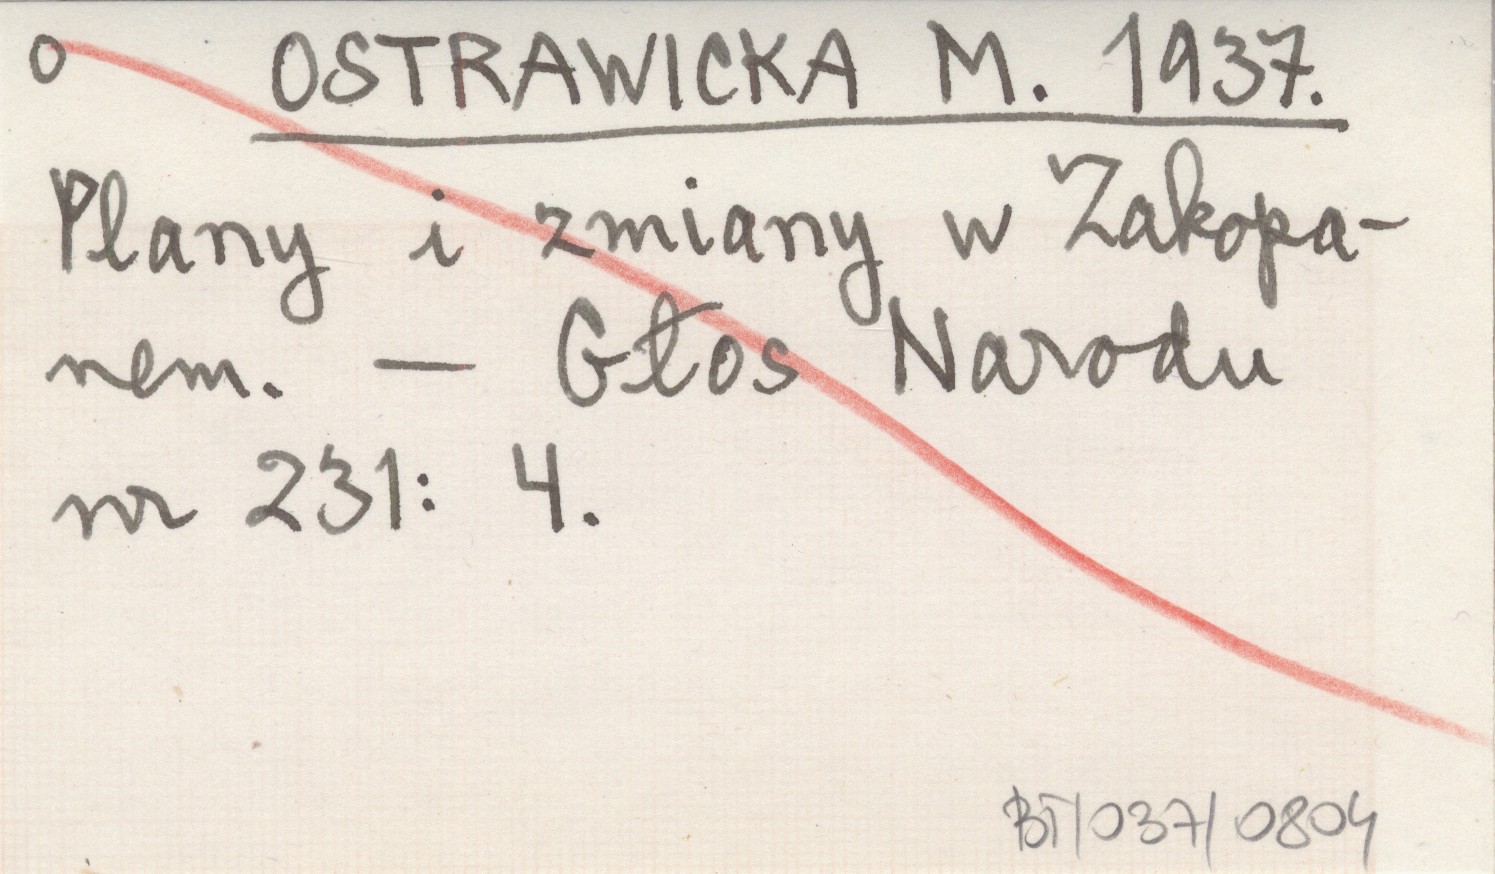 o OSTRAWICKA M. 1937.
Plany i zmiany w Zakopa-
nem. — Głos Narodu
nr 231: 4.
BT/037/0804